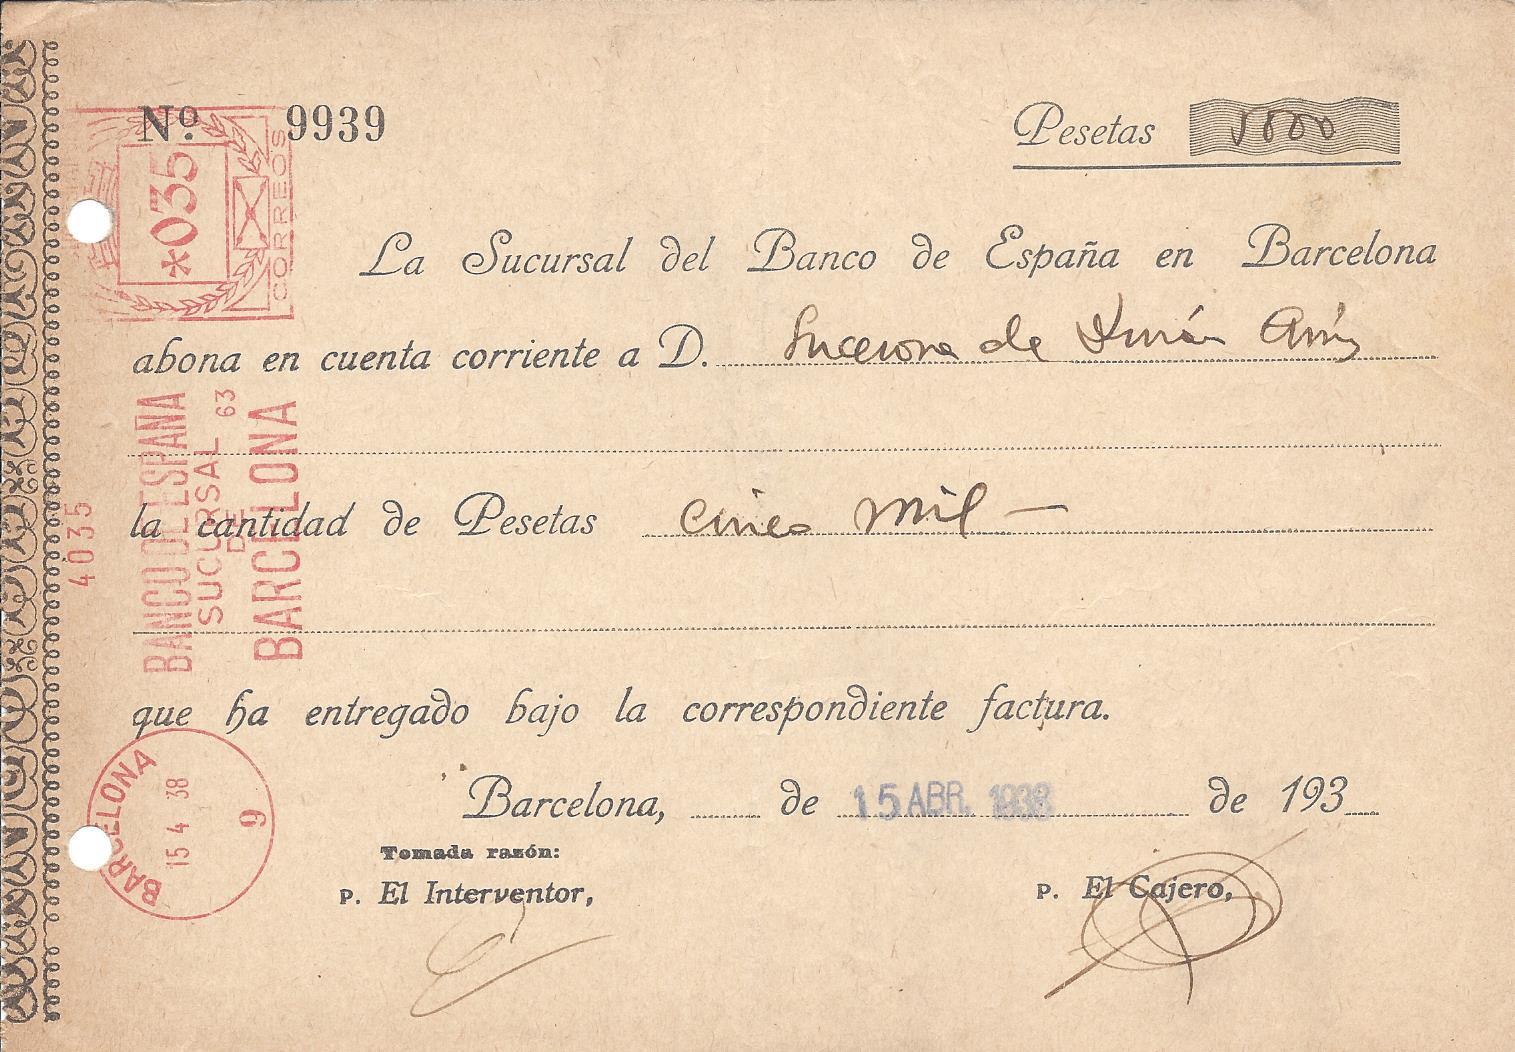 Nº. 9939
Pesetas 5000
*035
CORREOS
La Sucursal del Banco de España en Barcelona
abona en cuenta corriente a D. Sucesora de
BANCO DE ESPAÑA
SUCURSAL 63
DE
BARCELONA
4035
la cantidad de Pesetas cinco mil —
que ha entregado bajo la correspondiente factura.
BARCELONA
15 4 38
9
Barcelona, de 15 ABR. 1938 de 193
Tomada razón:
P. El Interventor,
P. El Cajero,